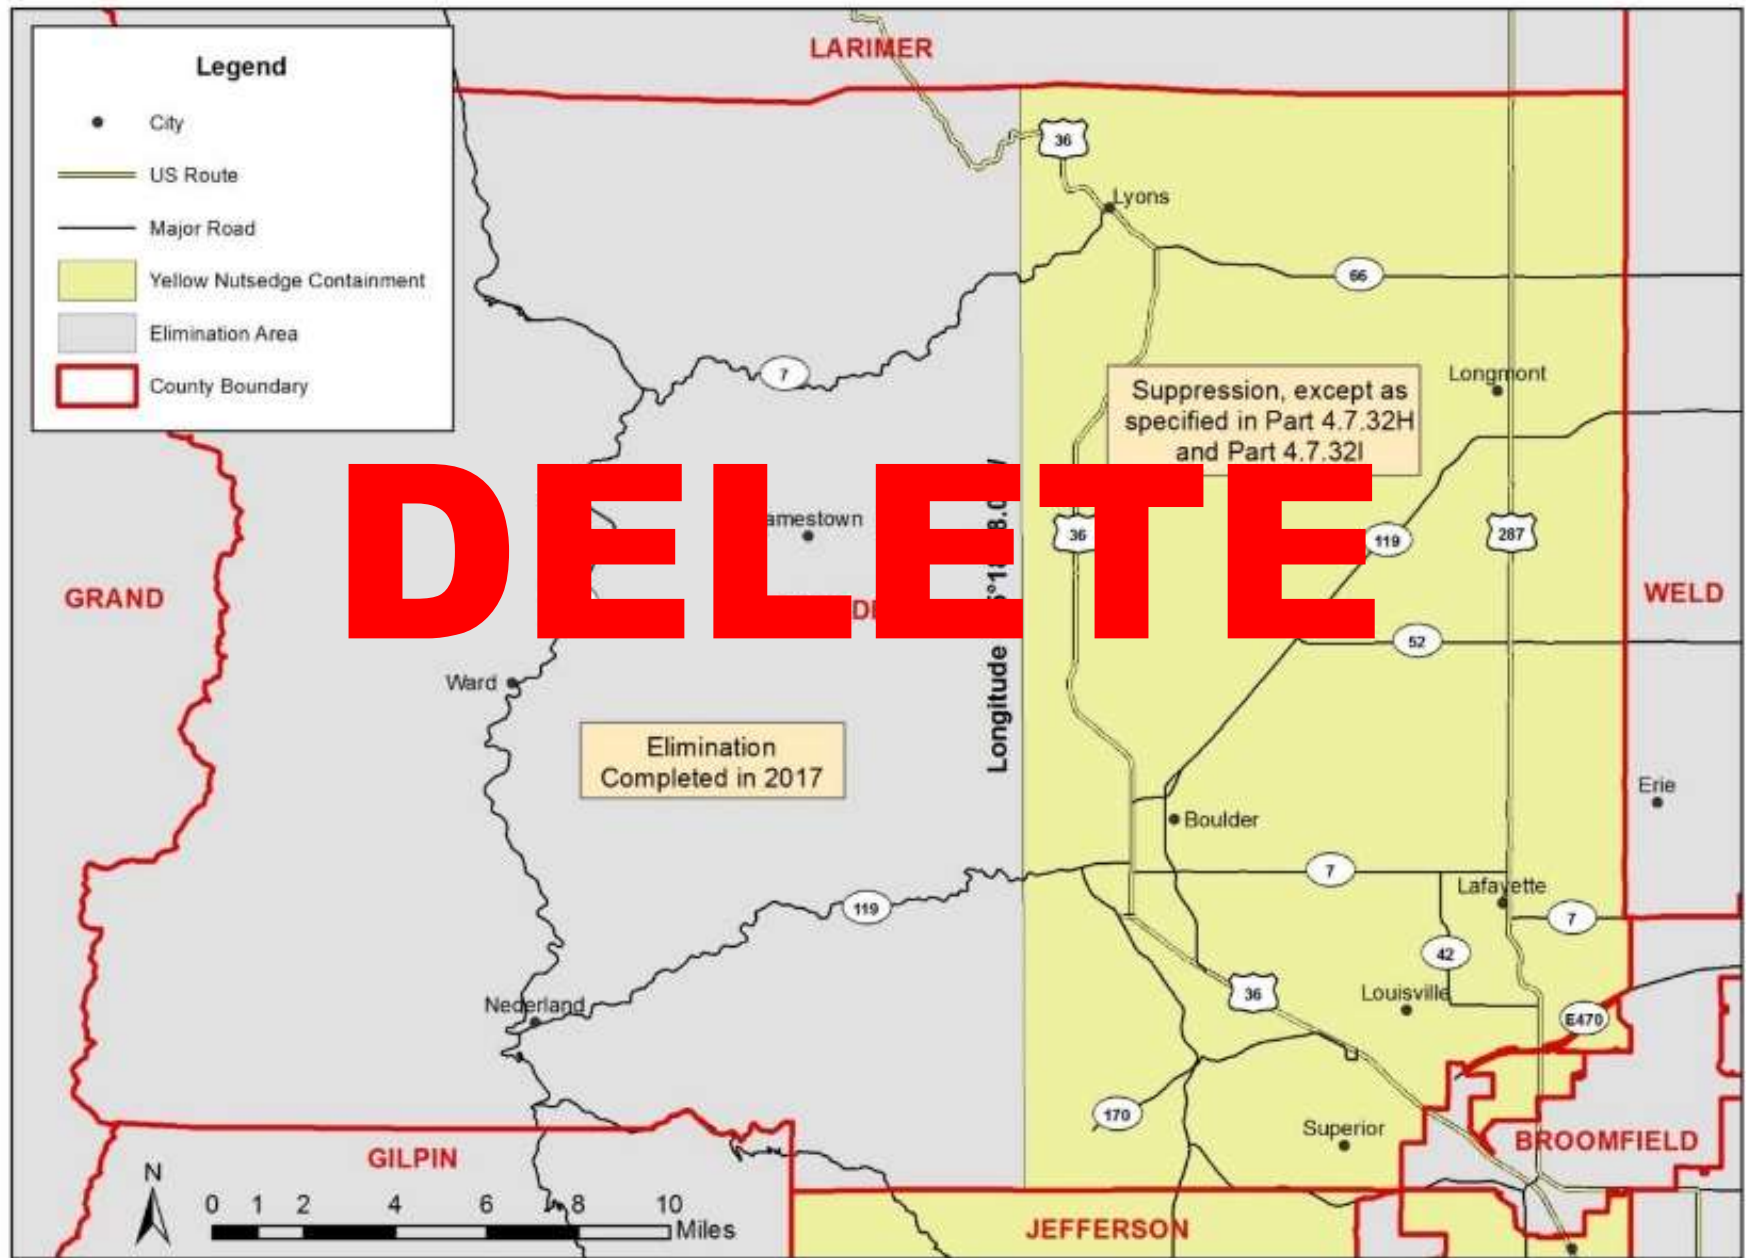 LARIMER
Legend
City
US Route
Major Road
Yellow Nutsedge Containment
Elimination Area
County Boundary
36
Lyons
66
7
Longmont
Suppression, except as
specified in Part 4.7.32H
and Part 4.7.32I
DELETE
36
119
287
GRAND
WELD
52
Longitude
Ward
Elimination
Completed in 2017
Erie
Boulder
7
Lafayette
119
7
42
36
Louisville
Nederland
E470
170
Superior
BROOMFIELD
GILPIN
N
0 1 2 4 6 8 10
Miles
JEFFERSON